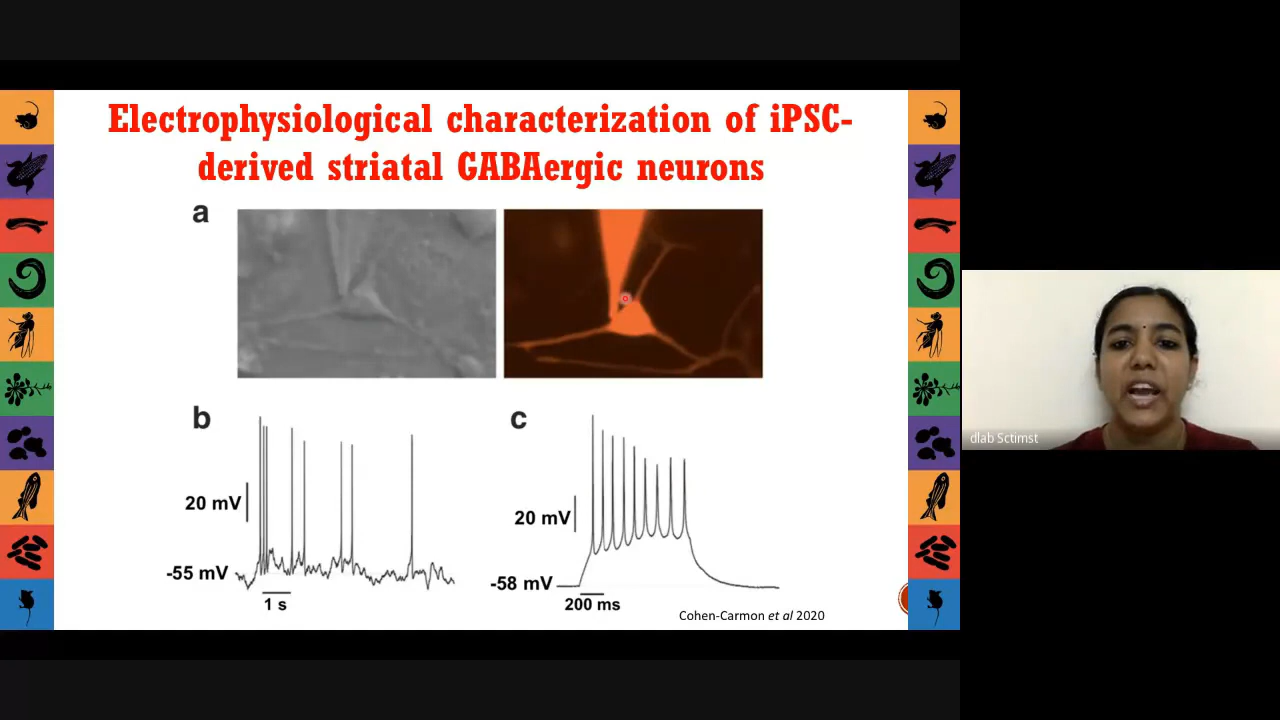 Electrophysiological characterization of iPSC-
derived striatal GABAergic neurons
a
b
c
20 mV
-55 mV
1 s
20 mV
-58 mV
200 ms
Cohen-Carmon et al 2020
dlab Sctimst